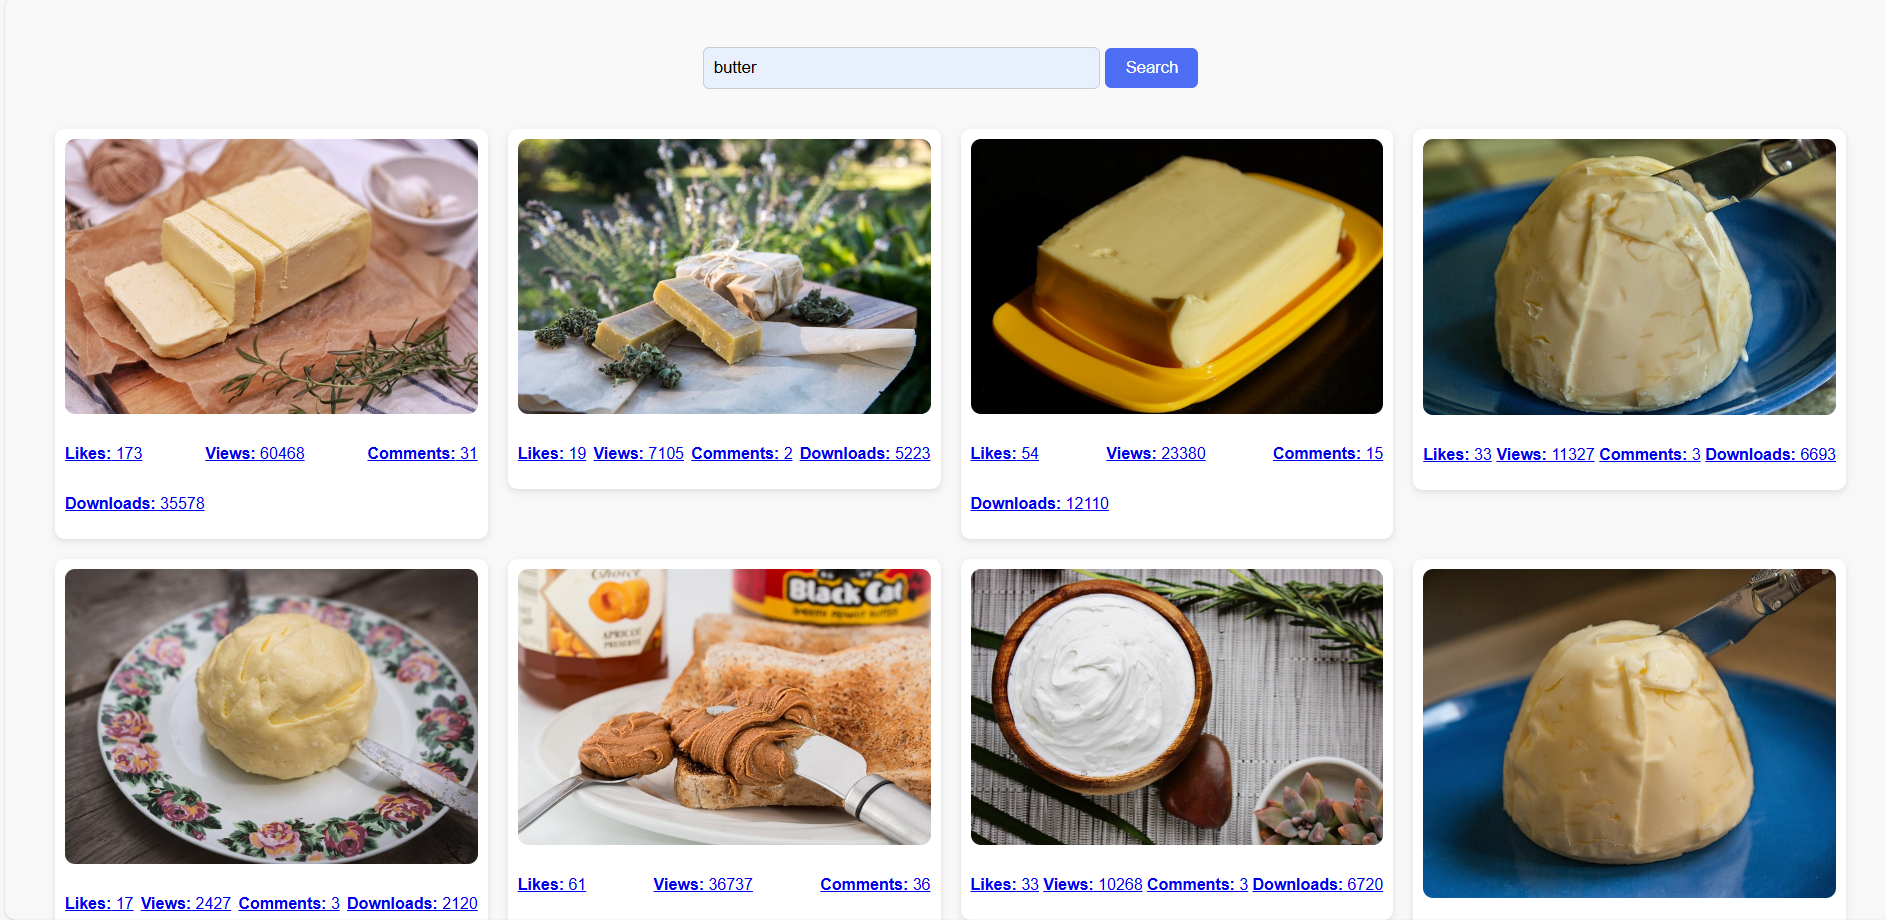 butter
Search
Likes: 173 Views: 60468 Comments: 31
Downloads: 35578
Likes: 19 Views: 7105 Comments: 2 Downloads: 5223
Likes: 54 Views: 23380 Comments: 15
Downloads: 12110
Likes: 33 Views: 11327 Comments: 3 Downloads: 6693
Choice
APRICOT
PRESERVE
Black Cat
SMOOTH PEANUT BUTTER
Likes: 17 Views: 2427 Comments: 3 Downloads: 2120
Likes: 61 Views: 36737 Comments: 36
Likes: 33 Views: 10268 Comments: 3 Downloads: 6720